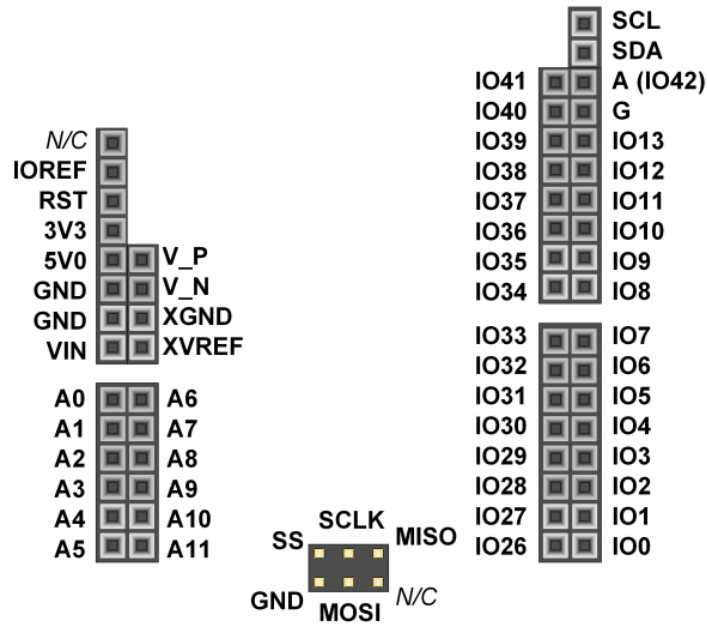 SCL
SDA
IO41 A (IO42)
IO40 G
IO39 IO13
IO38 IO12
IO37 IO11
IO36 IO10
IO35 IO9
IO34 IO8
IO33 IO7
IO32 IO6
IO31 IO5
IO30 IO4
IO29 IO3
IO28 IO2
IO27 IO1
IO26 IO0
N/C
IOREF
RST
3V3
5V0 V_P
GND V_N
GND XGND
VIN XVREF
A0 A6
A1 A7
A2 A8
A3 A9
A4 A10
A5 A11
SCLK
SS MISO
GND N/C
MOSI